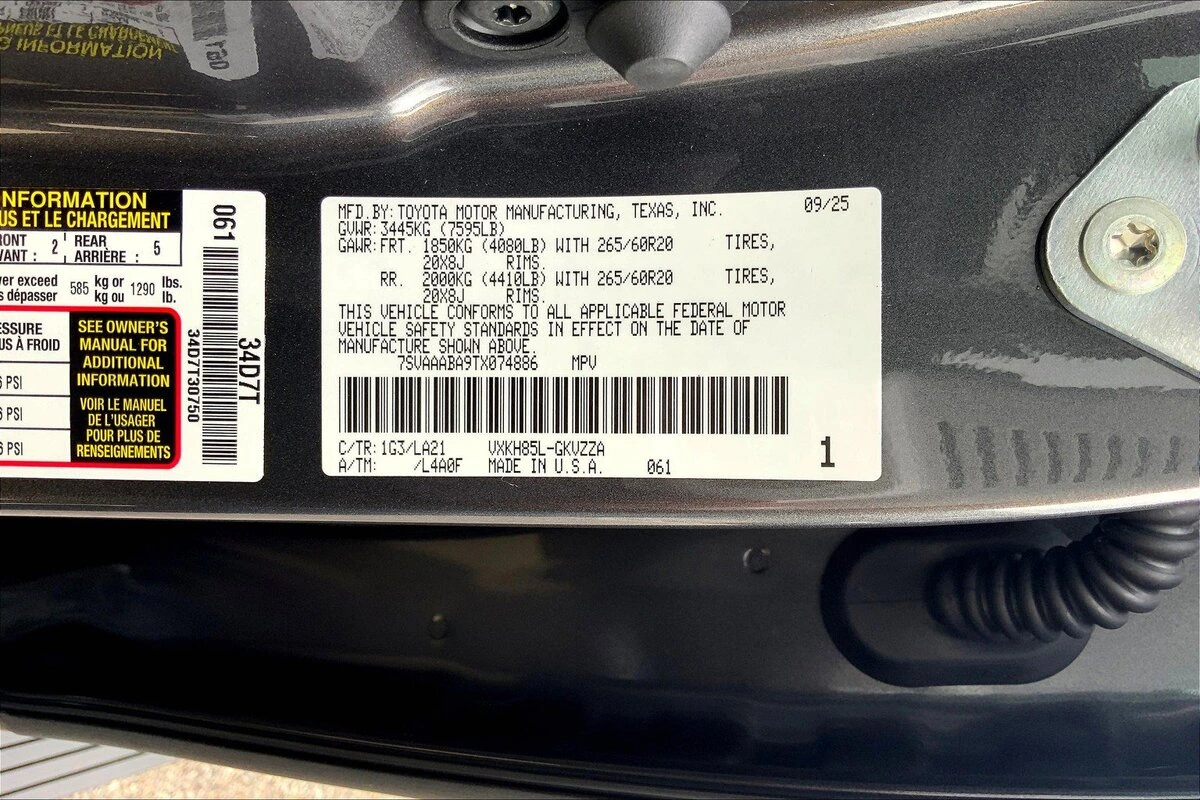 NFORMATION
US ET LE CHARGEMENT
RONT
VANT : 2
REAR
ARRIÈRE : 5
ver exceed
s dépasser
585 kg or
kg ou
1290 lbs.
lb.
ESSURE
US À FROID
6 PSI
6 PSI
6 PSI
SEE OWNER'S
MANUAL FOR
ADDITIONAL
INFORMATION
VOIR LE MANUEL
DE L'USAGER
POUR PLUS DE
RENSEIGNEMENTS
061
34D7T30750
34D7T
MFD.BY: TOYOTA MOTOR MANUFACTURING, TEXAS, INC. 09/25
GVWR: 3445KG (7595LB)
GAWR: FRT. 1850KG (4080LB) WITH 265/60R20 TIRES,
20X8J RIMS.
RR. 2000KG (4410LB) WITH 265/60R20 TIRES,
20X8J RIMS.
THIS VEHICLE CONFORMS TO ALL APPLICABLE FEDERAL MOTOR
VEHICLE SAFETY STANDARDS IN EFFECT ON THE DATE OF
MANUFACTURE SHOWN ABOVE.
7SVAAABA9TX074886 MPV
C/TR: 1G3/LA21 VXKH85L-GKVZZA
A/TM: /L4A0F MADE IN U.S.A. 061
1